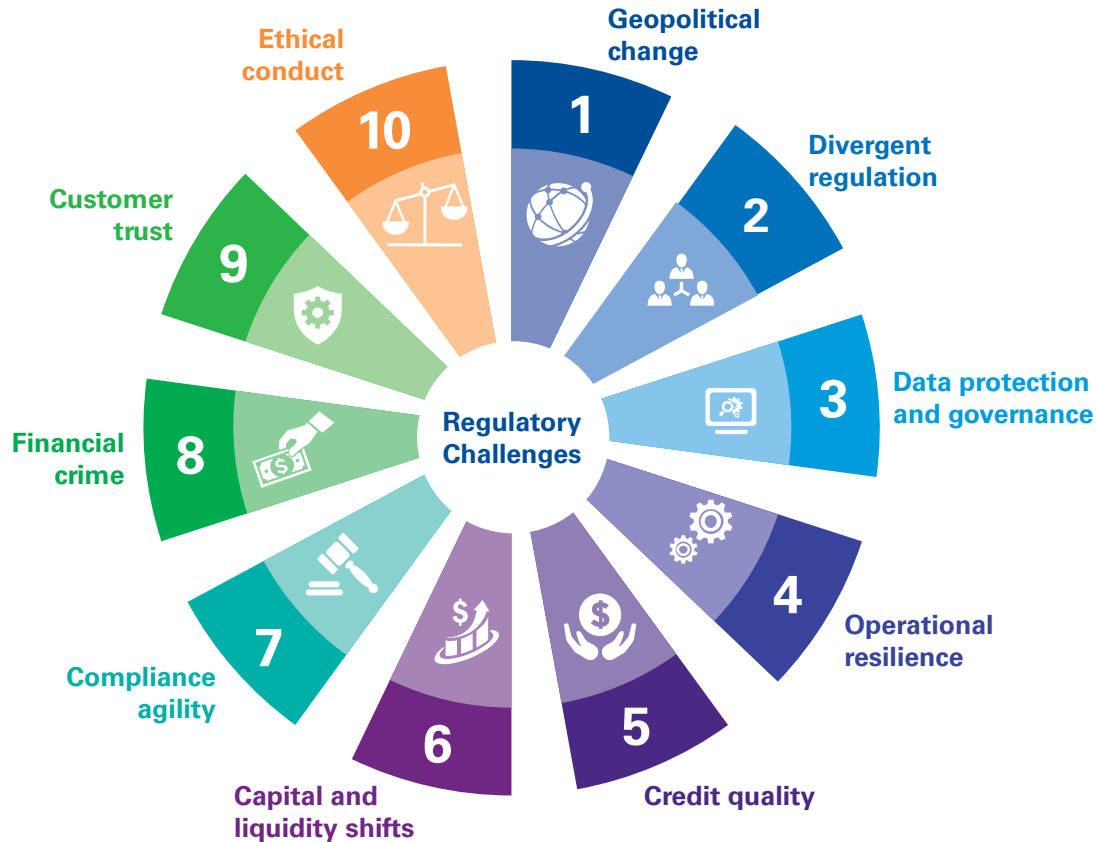 Regulatory
Challenges
1
Geopolitical
change
2
Divergent
regulation
3
Data protection
and governance
4
Operational
resilience
5
Credit quality
6
Capital and
liquidity shifts
7
Compliance
agility
8
Financial
crime
9
Customer
trust
10
Ethical
conduct
$
$
$